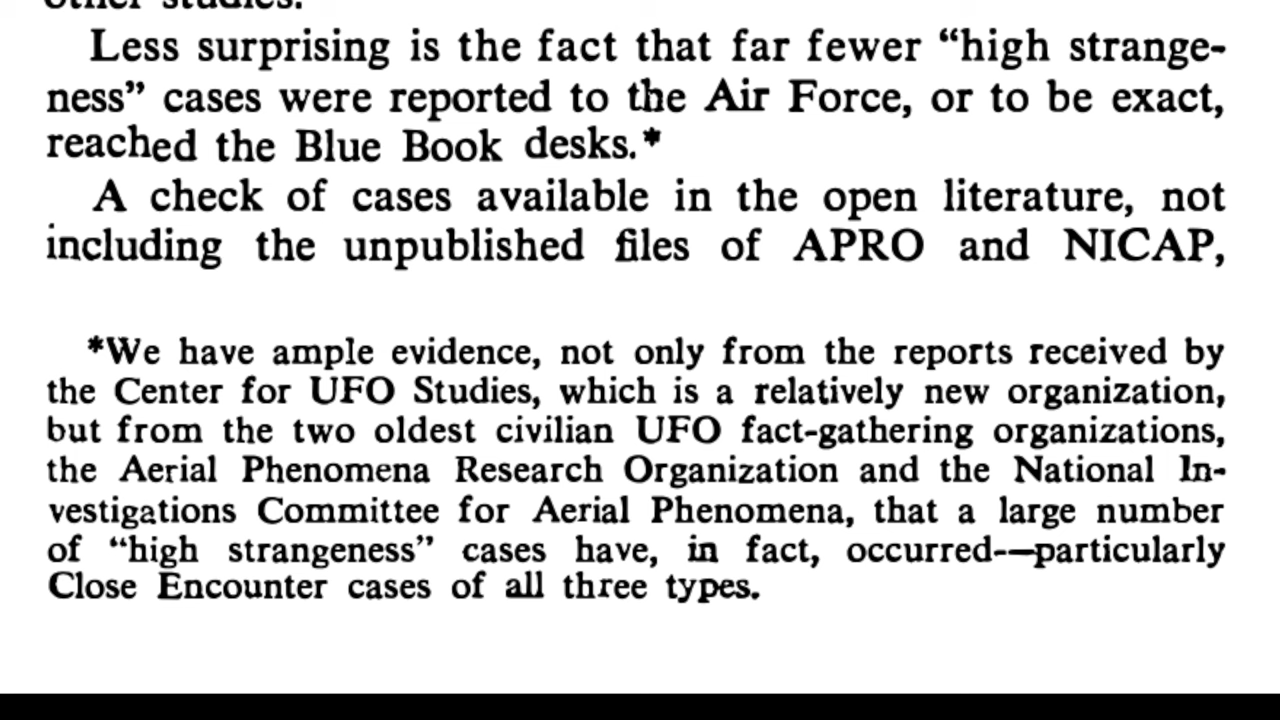 other studies.
Less surprising is the fact that far fewer “high strange-
ness” cases were reported to the Air Force, or to be exact,
reached the Blue Book desks.*
A check of cases available in the open literature, not
including the unpublished files of APRO and NICAP,
*We have ample evidence, not only from the reports received by
the Center for UFO Studies, which is a relatively new organization,
but from the two oldest civilian UFO fact-gathering organizations,
the Aerial Phenomena Research Organization and the National In-
vestigations Committee for Aerial Phenomena, that a large number
of “high strangeness” cases have, in fact, occurred-—particularly
Close Encounter cases of all three types.